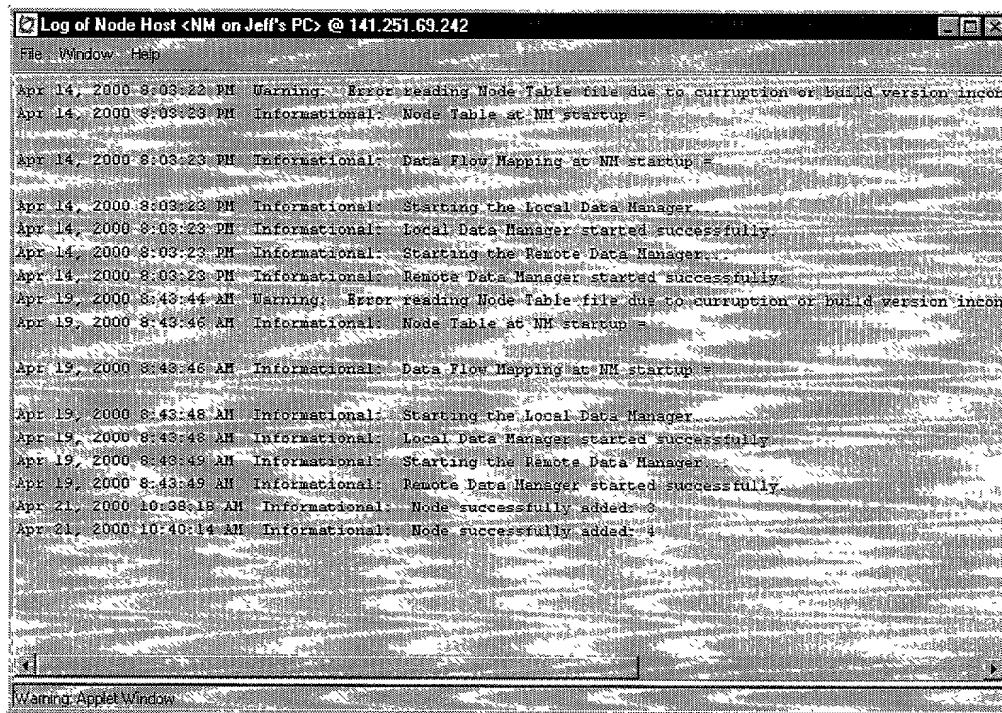 Log of Node Host <NM on Jeff's PC> @ 141.251.69.242
File Window Help
Apr 14, 2000 8:03:22 PM Warning: Error reading Node Table file due to curruption or build version incon
Apr 14, 2000 8:03:23 PM Informational: Node Table at NM startup =
Apr 14, 2000 8:03:23 PM Informational: Data Flow Mapping at NM startup =
Apr 14, 2000 8:03:23 PM Informational: Starting the Local Data Manager...
Apr 14, 2000 8:03:23 PM Informational: Local Data Manager started successfully.
Apr 14, 2000 8:03:23 PM Informational: Starting the Remote Data Manager...
Apr 14, 2000 8:03:23 PM Informational: Remote Data Manager started successfully.
Apr 19, 2000 8:43:44 AM Warning: Error reading Node Table file due to curruption or build version incon
Apr 19, 2000 8:43:46 AM Informational: Node Table at NM startup =
Apr 19, 2000 8:43:46 AM Informational: Data Flow Mapping at NM startup =
Apr 19, 2000 8:43:48 AM Informational: Starting the Local Data Manager...
Apr 19, 2000 8:43:48 AM Informational: Local Data Manager started successfully.
Apr 19, 2000 8:43:49 AM Informational: Starting the Remote Data Manager...
Apr 19, 2000 8:43:49 AM Informational: Remote Data Manager started successfully.
Apr 21, 2000 10:38:18 AM Informational: Node successfully added: 3
Apr 21, 2000 10:40:14 AM Informational: Node successfully added: 4
Warning: Applet Window